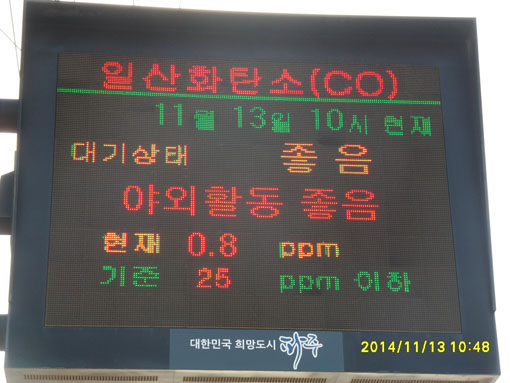 일산화탄소(CO)
11월 13일 10시 현재
대기상태 좋음
야외활동 좋음
현재 0.8 ppm
기준 25 ppm 이하
대한민국 희망도시 파주
2014/11/13 10:48